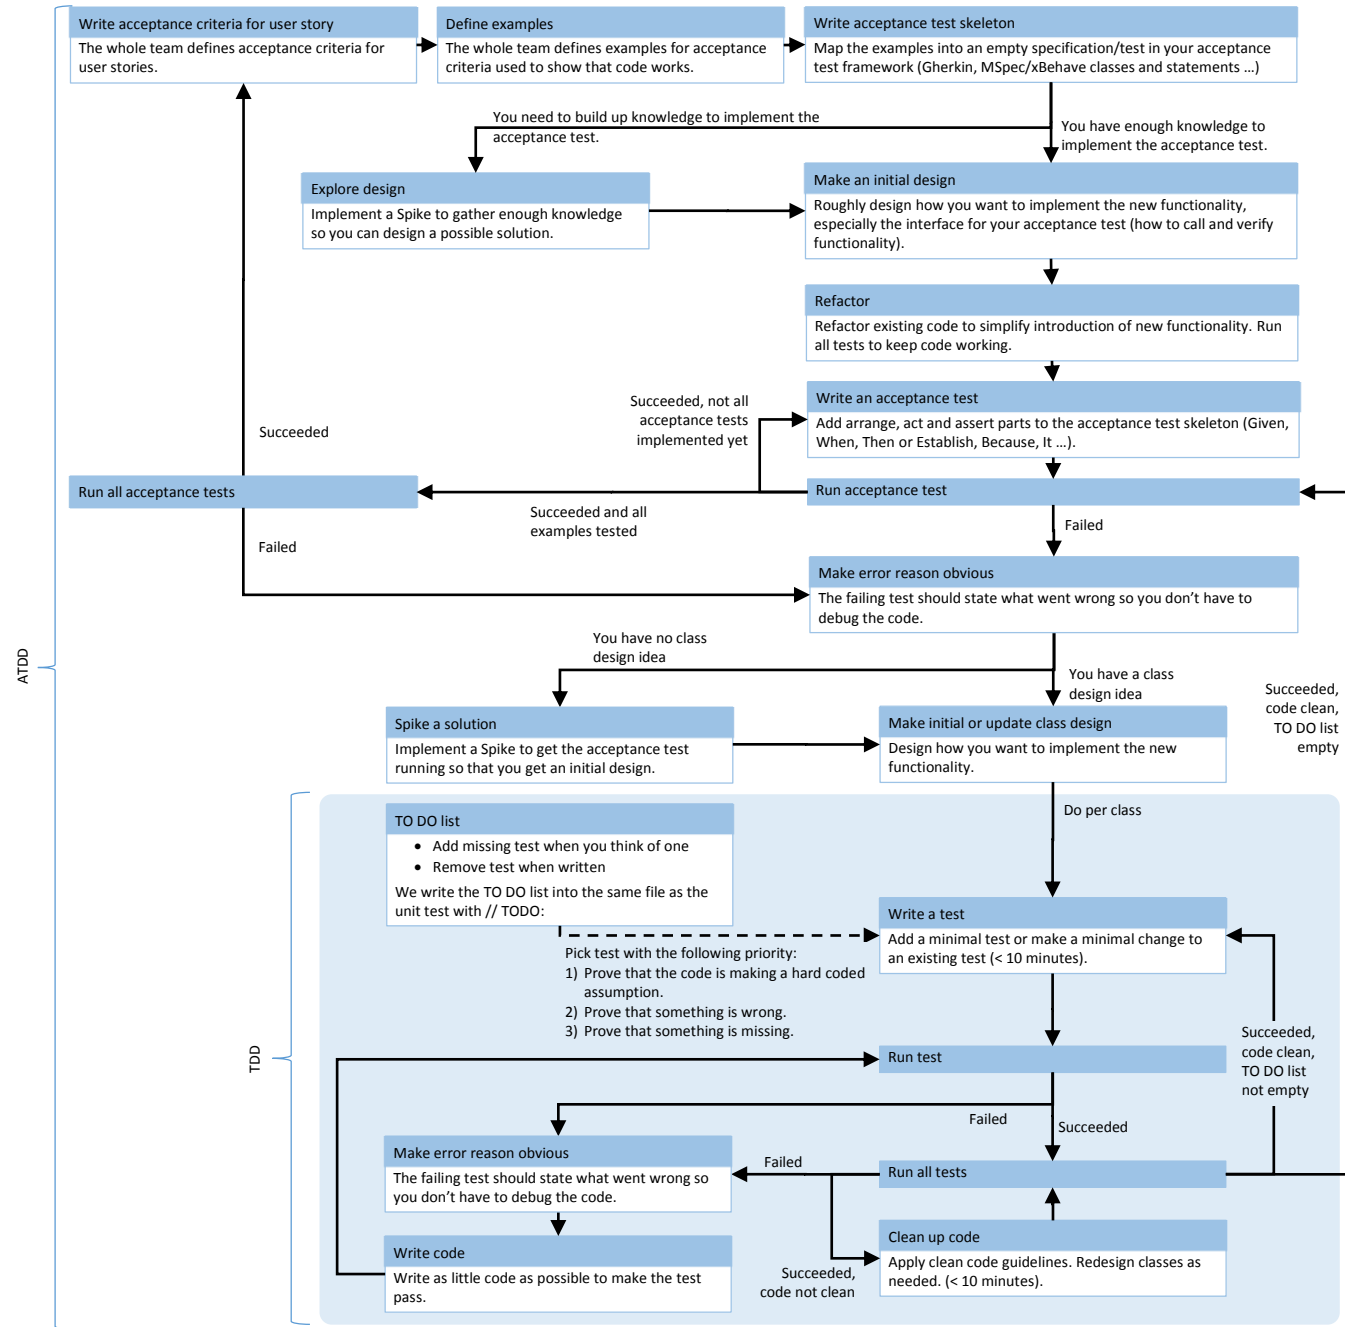 Write acceptance criteria for user story
The whole team defines acceptance criteria for
user stories.
Define examples
The whole team defines examples for acceptance
criteria used to show that code works.
Write acceptance test skeleton
Map the examples into an empty specification/test in your acceptance
test framework (Gherkin, MSpec/xBehave classes and statements ...)
You need to build up knowledge to implement the
acceptance test.
You have enough knowledge to
implement the acceptance test.
Explore design
Implement a Spike to gather enough knowledge
so you can design a possible solution.
Make an initial design
Roughly design how you want to implement the new functionality,
especially the interface for your acceptance test (how to call and verify
functionality).
Refactor
Refactor existing code to simplify introduction of new functionality. Run
all tests to keep code working.
Succeeded, not all
acceptance tests
implemented yet
Write an acceptance test
Add arrange, act and assert parts to the acceptance test skeleton (Given,
When, Then or Establish, Because, It ...).
Succeeded
Run all acceptance tests
Run acceptance test
Succeeded and all
examples tested
Failed
Failed
Make error reason obvious
The failing test should state what went wrong so you don't have to
debug the code.
ATDD
You have no class
design idea
You have a class
design idea
Succeeded,
code clean,
TO DO list
empty
Spike a solution
Implement a Spike to get the acceptance test
running so that you get an initial design.
Make initial or update class design
Design how you want to implement the new
functionality.
Do per class
TO DO list
• Add missing test when you think of one
• Remove test when written
We write the TO DO list into the same file as the
unit test with // TODO:
Write a test
Add a minimal test or make a minimal change to
an existing test (< 10 minutes).
Pick test with the following priority:
1) Prove that the code is making a hard coded
assumption.
2) Prove that something is wrong.
3) Prove that something is missing.
TDD
Run test
Succeeded,
code clean,
TO DO list
not empty
Failed
Succeeded
Make error reason obvious
The failing test should state what went wrong so
you don't have to debug the code.
Failed
Run all tests
Write code
Write as little code as possible to make the test
pass.
Succeeded,
code not clean
Clean up code
Apply clean code guidelines. Redesign classes as
needed. (< 10 minutes).